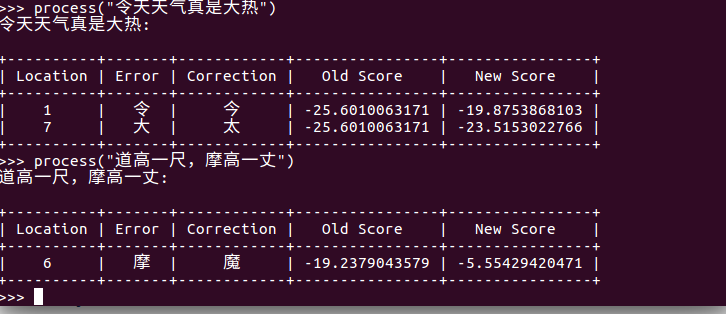 >>> process("令天天气真是大热")
令天天气真是大热:
+----------+-------+------------+----------------+----------------+
| Location | Error | Correction |   Old Score    |   New Score    |
+----------+-------+------------+----------------+----------------+
|    1     |   令  |     今     | -25.6010063171 | -19.8753868103 |
|    7     |   大  |     太     | -25.6010063171 | -23.5153022766 |
+----------+-------+------------+----------------+----------------+
>>> process("道高一尺，摩高一丈")
道高一尺，摩高一丈:
+----------+-------+------------+----------------+----------------+
| Location | Error | Correction |   Old Score    |   New Score    |
+----------+-------+------------+----------------+----------------+
|    6     |   摩  |     魔     | -19.2379043579 | -5.55429420471 |
+----------+-------+------------+----------------+----------------+
>>>